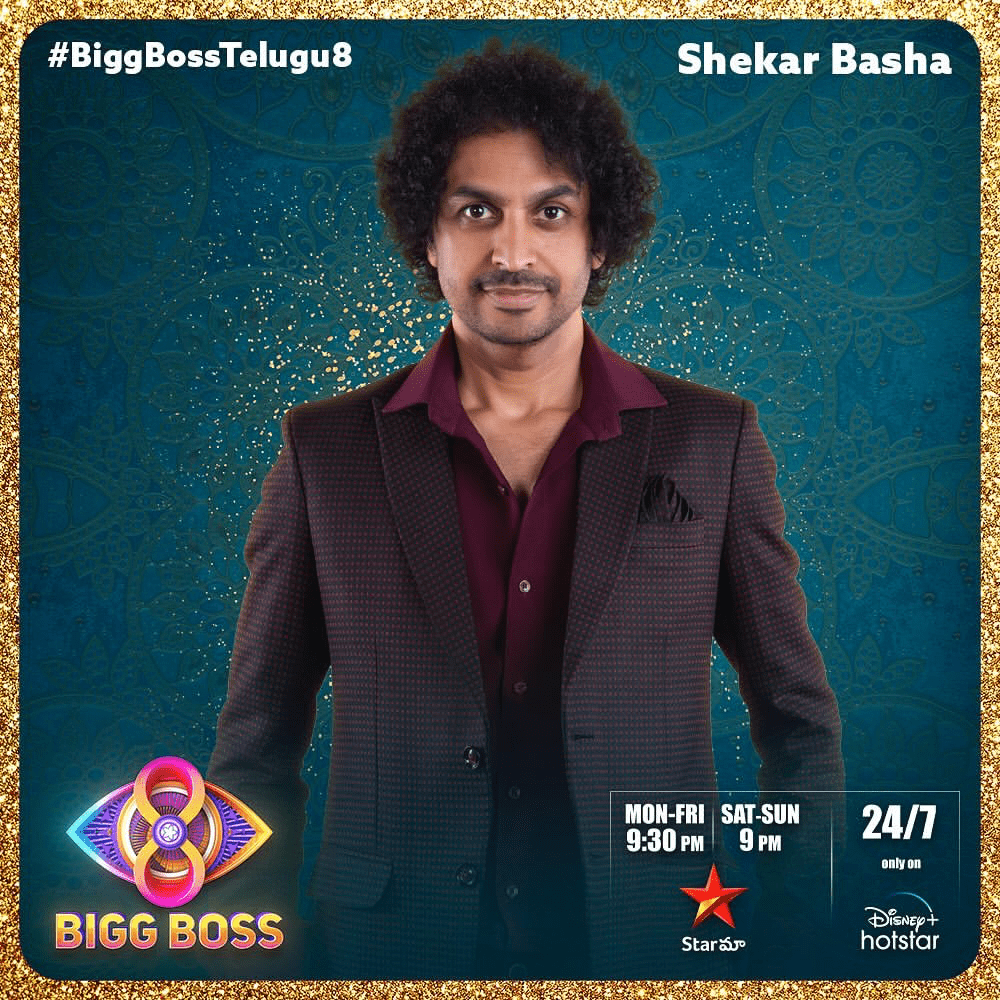 #BiggBossTelugu8
Shekar Basha
8
BIGG BOSS
MON-FRI
9:30 PM
SAT-SUN
9 PM
Starమా
24/7
only on
Disney+
hotstar